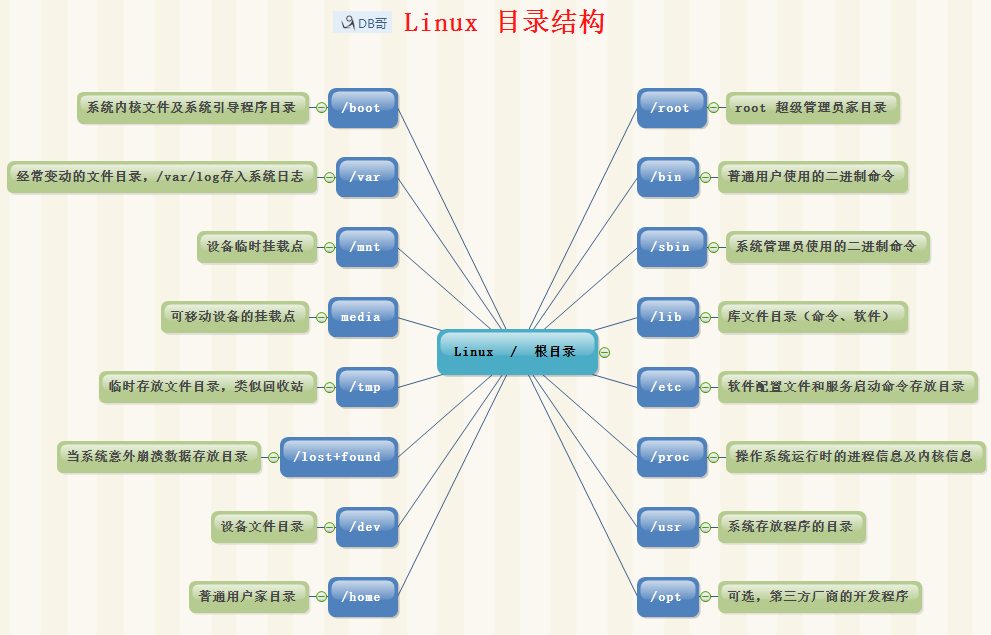 DB哥 Linux 目录结构
系统内核文件及系统引导程序目录 /boot
经常变动的文件目录，/var/log存入系统日志 /var
设备临时挂载点 /mnt
可移动设备的挂载点 media
临时存放文件目录，类似回收站 /tmp
当系统意外崩溃数据存放目录 /lost+found
设备文件目录 /dev
普通用户家目录 /home
Linux / 根目录
/root root 超级管理员家目录
/bin 普通用户使用的二进制命令
/sbin 系统管理员使用的二进制命令
/lib 库文件目录（命令、软件）
/etc 软件配置文件和服务启动命令存放目录
/proc 操作系统运行时的进程信息及内核信息
/usr 系统存放程序的目录
/opt 可选，第三方厂商的开发程序